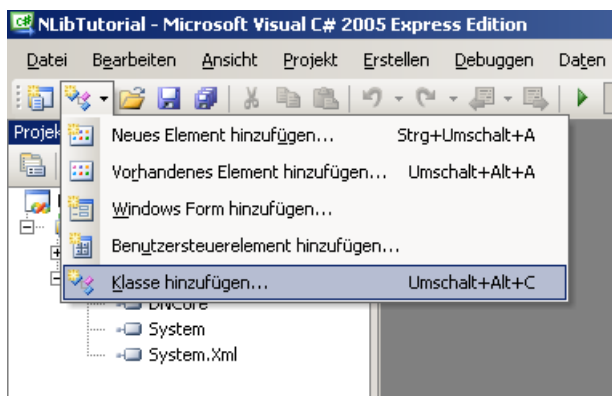 NLibTutorial - Microsoft Visual C# 2005 Express Edition
Datei Bearbeiten Ansicht Projekt Erstellen Debuggen Daten
Projek
Neues Element hinzufügen... Strg+Umschalt+A
Vorhandenes Element hinzufügen... Umschalt+Alt+A
Windows Form hinzufügen...
Benutzersteuerelement hinzufügen...
Klasse hinzufügen... Umschalt+Alt+C
DNCore
System
System.Xml